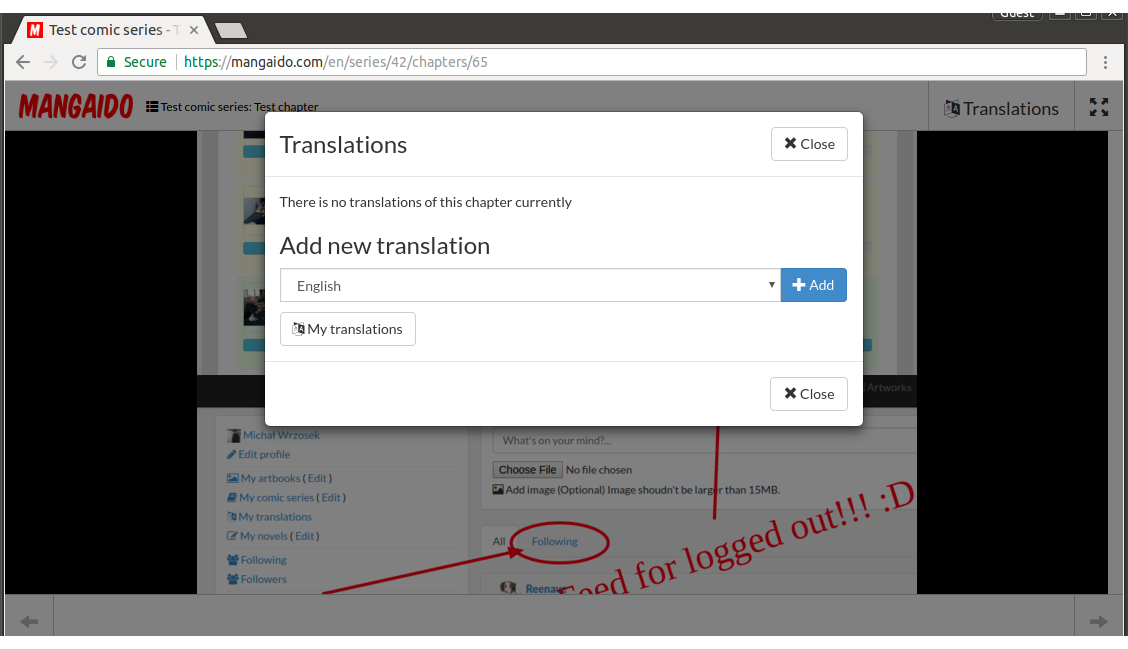 Guest
Test comic series - T
Secure
https://mangaido.com/en/series/42/chapters/65
MANGAIDO
Test comic series: Test chapter
Translations
Translations
Close
There is no translations of this chapter currently
Add new translation
English
Add
My translations
Close
Artworks
Michał Wrzosek
Edit profile
My artbooks ( Edit )
My comic series ( Edit )
My translations
My novels ( Edit )
Following
Followers
What's on your mind?...
Choose File No file chosen
Add image (Optional) Image shoudn't be larger than 15MB.
All
Following
Feed for logged out!!! :D